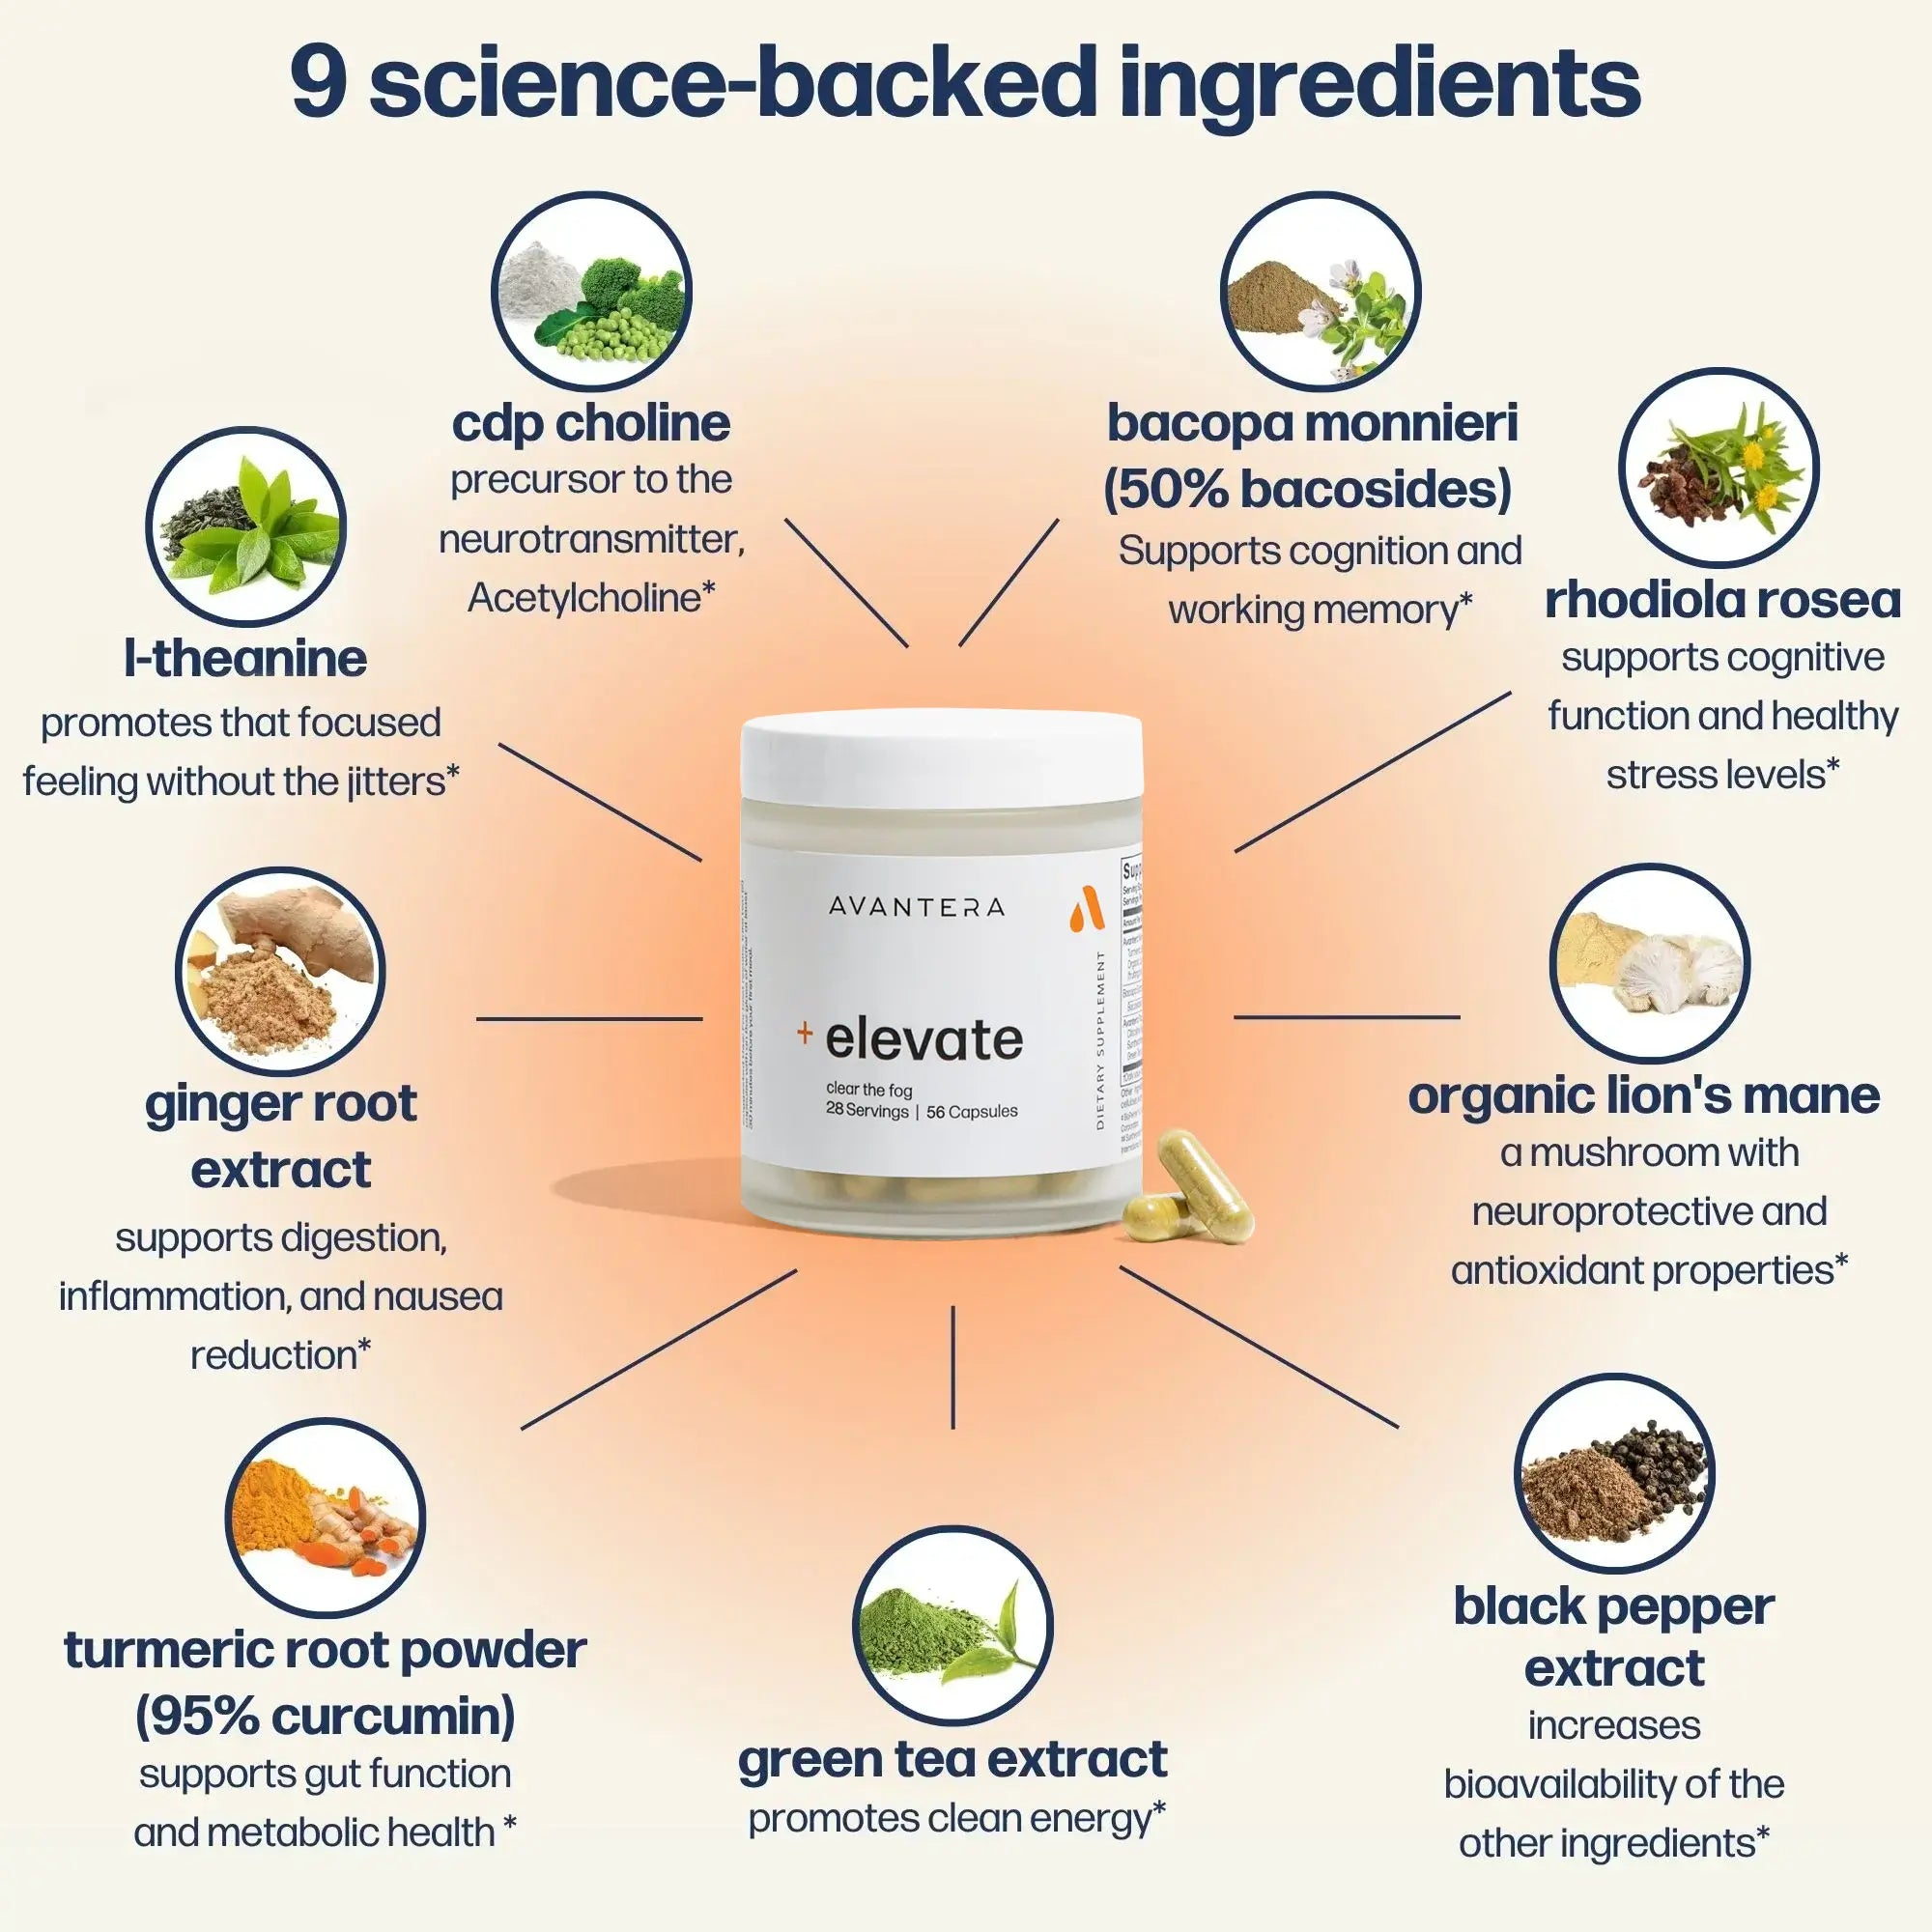 9 science-backed ingredients
cdp choline
precursor to the
neurotransmitter,
Acetylcholine*
bacopa monnieri
(50% bacosides)
Supports cognition and
working memory*
rhodiola rosea
supports cognitive
function and healthy
stress levels*
l-theanine
promotes that focused
feeling without the jitters*
AVANTERA
+ elevate
clear the fog
28 Servings | 56 Capsules
DIETARY SUPPLEMENT
ginger root
extract
supports digestion,
inflammation, and nausea
reduction*
organic lion's mane
a mushroom with
neuroprotective and
antioxidant properties*
turmeric root powder
(95% curcumin)
supports gut function
and metabolic health *
green tea extract
promotes clean energy*
black pepper
extract
increases
bioavailability of the
other ingredients*